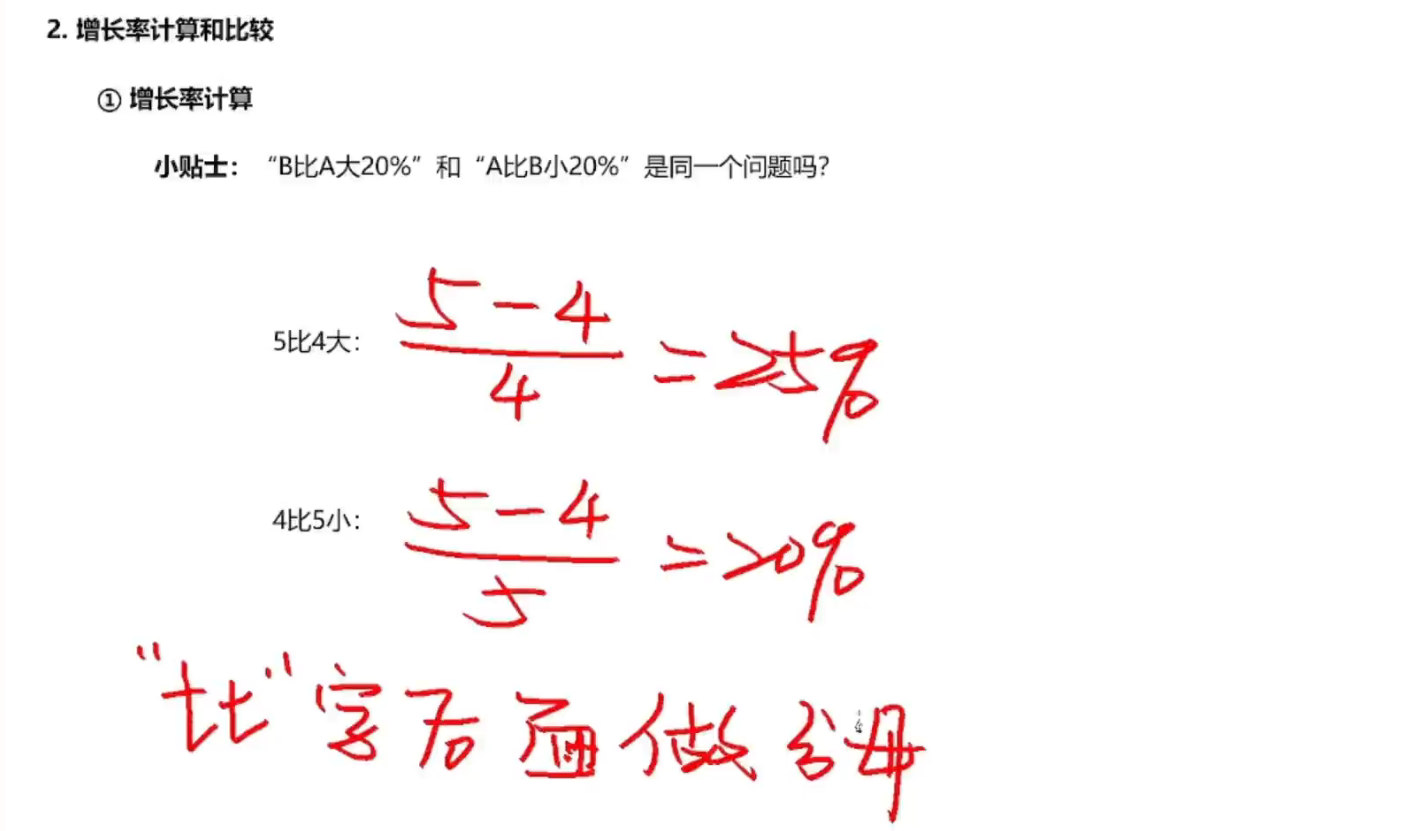 2. 增长率计算和比较
① 增长率计算
小贴士：“B比A大20%”和“A比B小20%”是同一个问题吗？
5比4大： (5-4)/4 = 25%
4比5小： (5-4)/5 = 20%
“比”字后面做分母